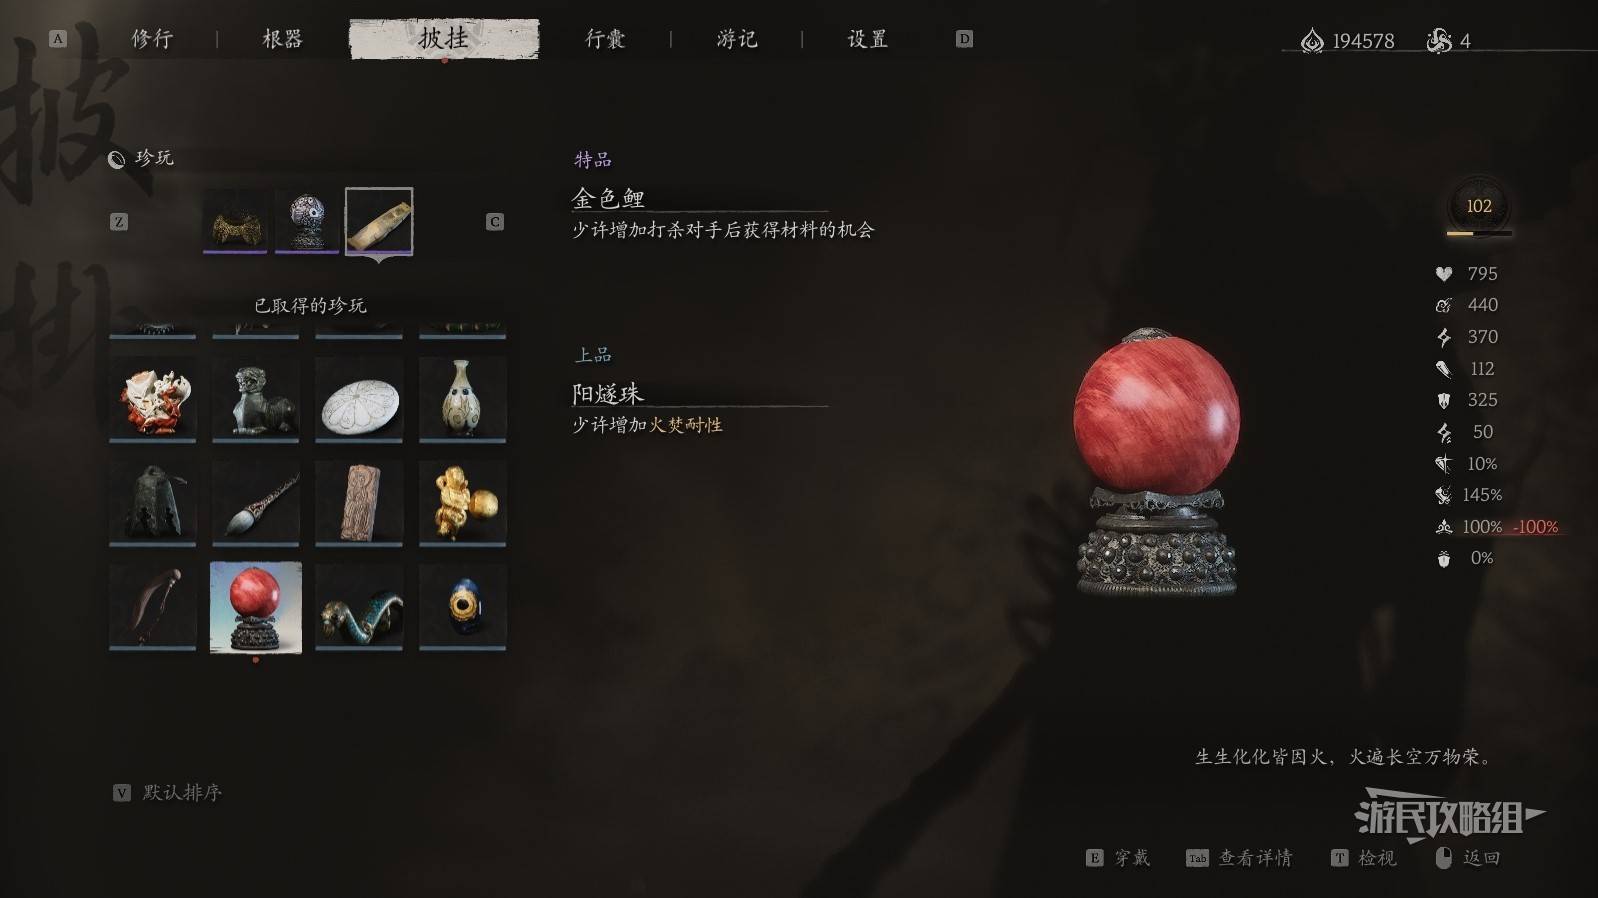 A 修行 | 根器 披挂 行囊 | 游记 | 设置 D 194578 4
披掛
珍玩
Z C
已取得的珍玩
V 默认排序
特品
金色鲤
少许增加打杀对手后获得材料的机会
上品
阳燧珠
少许增加火焚耐性
102
795
440
370
112
325
50
10%
145%
100% -100%
0%
生生化化皆因火，火遍长空万物荣。
游民攻略组
E 穿戴 Tab 查看详情 T 检视 返回